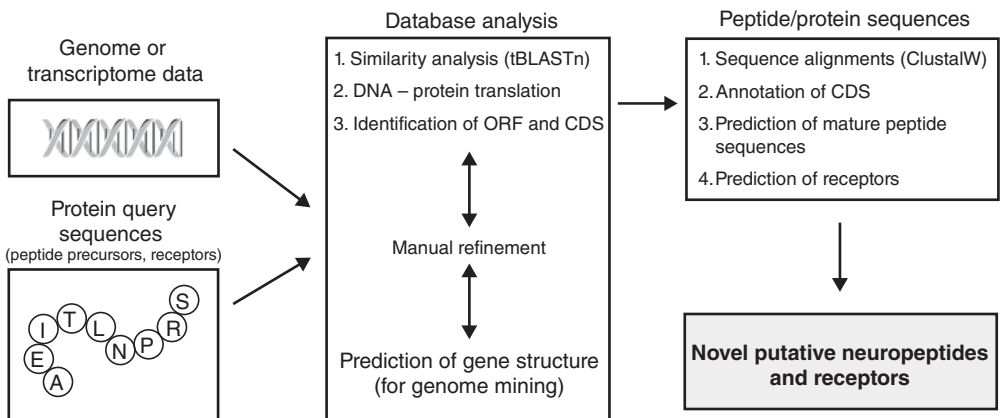 Genome or
transcriptome data
Protein query
sequences
(peptide precursors, receptors)
S
R
P
N
L
T
I
E
A
Database analysis
1. Similarity analysis (tBLASTn)
2. DNA – protein translation
3. Identification of ORF and CDS
Manual refinement
Prediction of gene structure
(for genome mining)
Peptide/protein sequences
1. Sequence alignments (ClustalW)
2. Annotation of CDS
3. Prediction of mature peptide
sequences
4. Prediction of receptors
Novel putative neuropeptides
and receptors